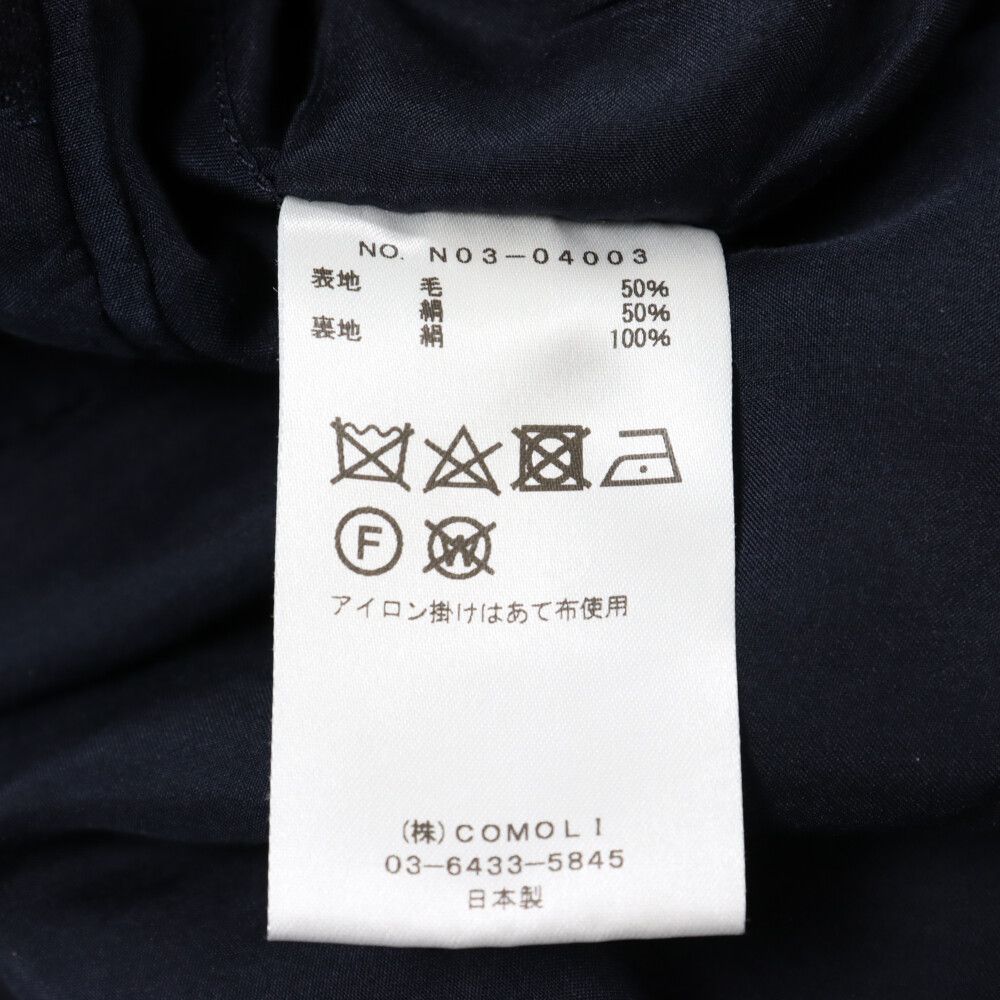 NO. N03-04003
表地 毛 50%
絹 50%
裏地 絹 100%
F W
アイロン掛けはあて布使用
(株)COMOLI
03-6433-5845
日本製